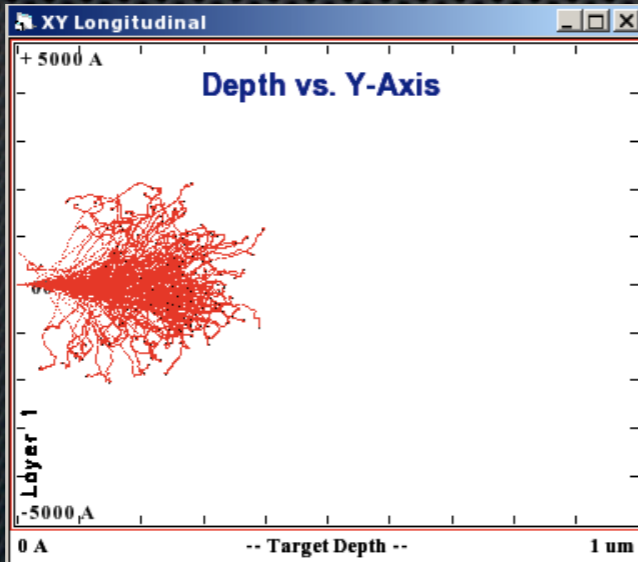 XY Longitudinal
+ 5000 A
Depth vs. Y-Axis
Layer 1
-5000 A
0 A -- Target Depth -- 1 um